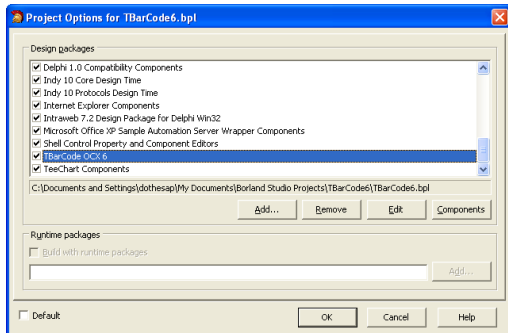 Project Options for TBarCode6.bpl
Design packages
Delphi 1.0 Compatibility Components
Indy 10 Core Design Time
Indy 10 Protocols Design Time
Internet Explorer Components
Intraweb 7.2 Design Package for Delphi Win32
Microsoft Office XP Sample Automation Server Wrapper Components
Shell Control Property and Component Editors
TBarCode OCX 6
TeeChart Components
C:\Documents and Settings\dothesap\My Documents\Borland Studio Projects\TBarCode6\TBarCode6.bpl
Add... Remove Edit Components
Runtime packages
Build with runtime packages
Add...
Default OK Cancel Help